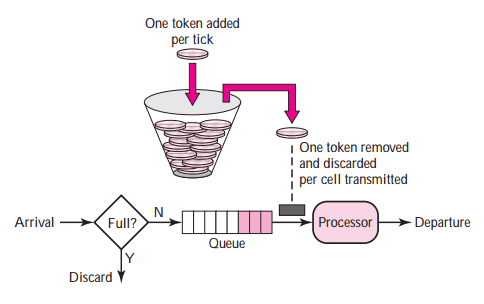 One token added
per tick
One token removed
and discarded
per cell transmitted
Arrival
Full?
N
Processor
Departure
Queue
Y
Discard